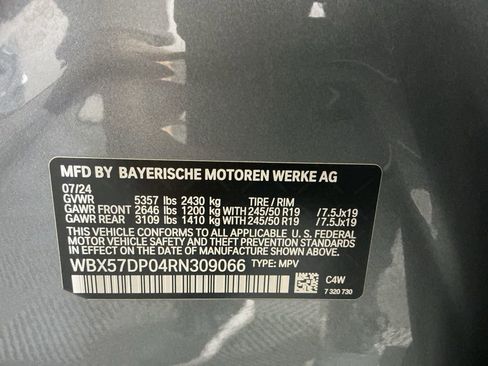 MFD BY BAYERISCHE MOTOREN WERKE AG
07/24
GVWR 5357 lbs 2430 kg TIRE / RIM
GAWR FRONT 2646 lbs 1200 kg WITH 245/50 R19 /7.5Jx19
GAWR REAR 3109 lbs 1410 kg WITH 245/50 R19 /7.5Jx19
THIS VEHICLE CONFORMS TO ALL APPLICABLE U. S. FEDERAL
MOTOR VEHICLE SAFETY, BUMPER, AND THEFT PREVENTION
STANDARDS IN EFFECT ON THE DATE OF MANUFACTURE SHOWN ABOVE.
WBX57DP04RN309066 TYPE: MPV
C4W
7 320 730